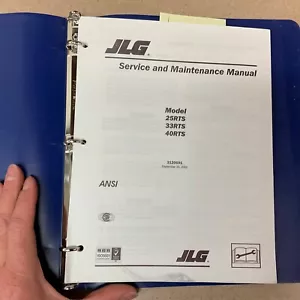 JLG
Service and Maintenance Manual
Model
25RTS
33RTS
40RTS
ANSI
JLG